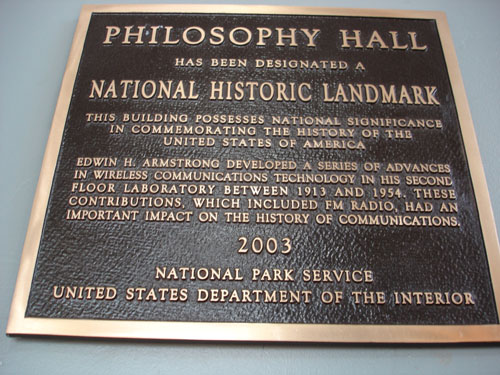 PHILOSOPHY HALL
HAS BEEN DESIGNATED A
NATIONAL HISTORIC LANDMARK
THIS BUILDING POSSESSES NATIONAL SIGNIFICANCE
IN COMMEMORATING THE HISTORY OF THE
UNITED STATES OF AMERICA
EDWIN H. ARMSTRONG DEVELOPED A SERIES OF ADVANCES
IN WIRELESS COMMUNICATIONS TECHNOLOGY IN HIS SECOND
FLOOR LABORATORY BETWEEN 1913 AND 1954. THESE
CONTRIBUTIONS, WHICH INCLUDED FM RADIO, HAD AN
IMPORTANT IMPACT ON THE HISTORY OF COMMUNICATIONS.
2003
NATIONAL PARK SERVICE
UNITED STATES DEPARTMENT OF THE INTERIOR